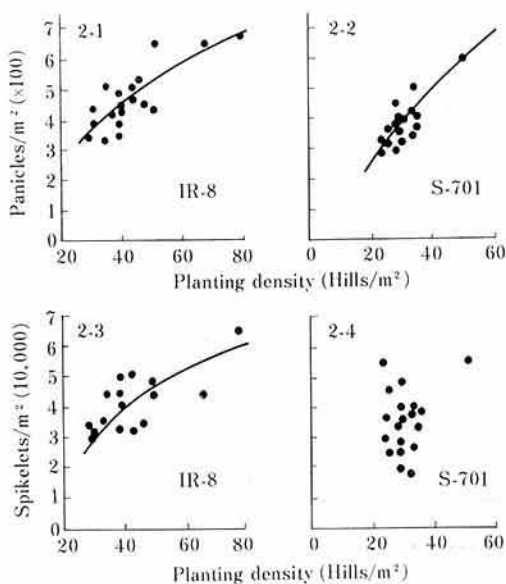 2-1
2-2
Panicles/m² (×100)
7
6
5
4
3
2
1
0
IR-8
S-701
20 40 60 80
0 20 40 60
Planting density (Hills/m²)
2-3
2-4
Spikelets/m² (10,000)
7
6
5
4
3
2
1
0
IR-8
S-701
20 40 60 80
0 20 40 60
Planting density (Hills/m²)